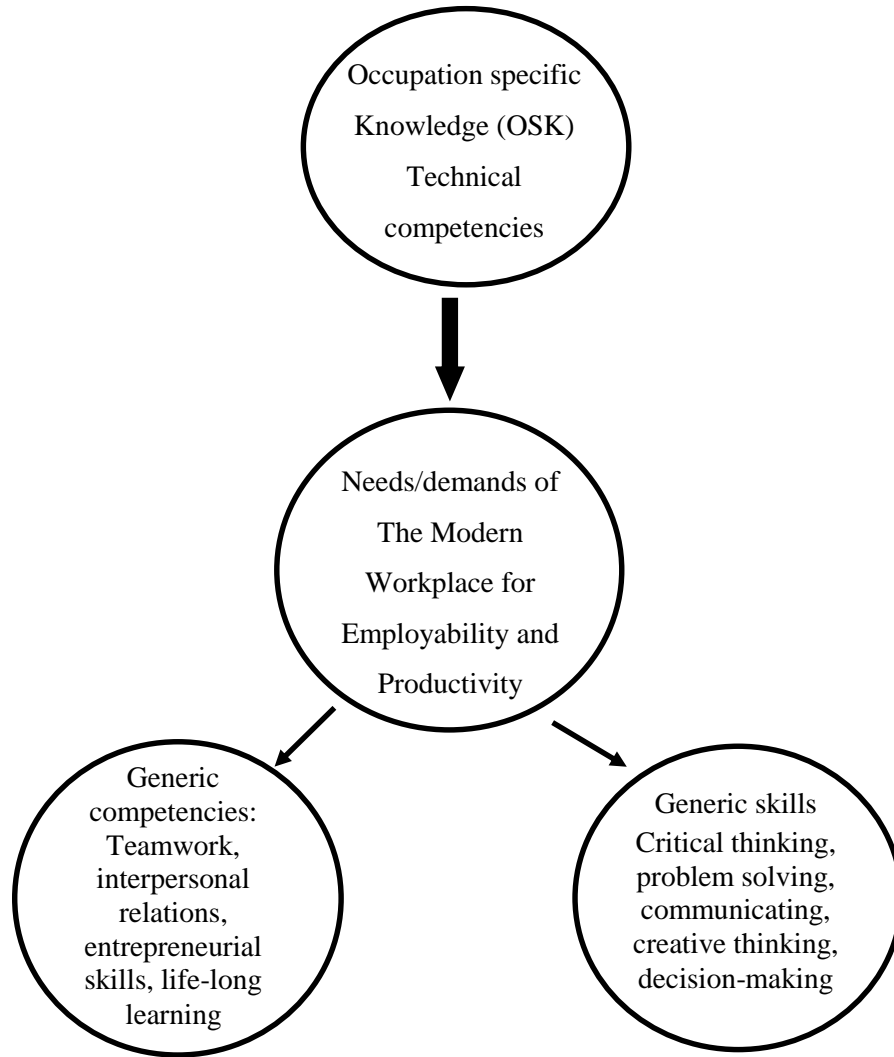 Occupation specific
Knowledge (OSK)
Technical
competencies
Needs/demands of
The Modern
Workplace for
Employability and
Productivity
Generic
competencies:
Teamwork,
interpersonal
relations,
entrepreneurial
skills, life-long
learning
Generic skills
Critical thinking,
problem solving,
communicating,
creative thinking,
decision-making